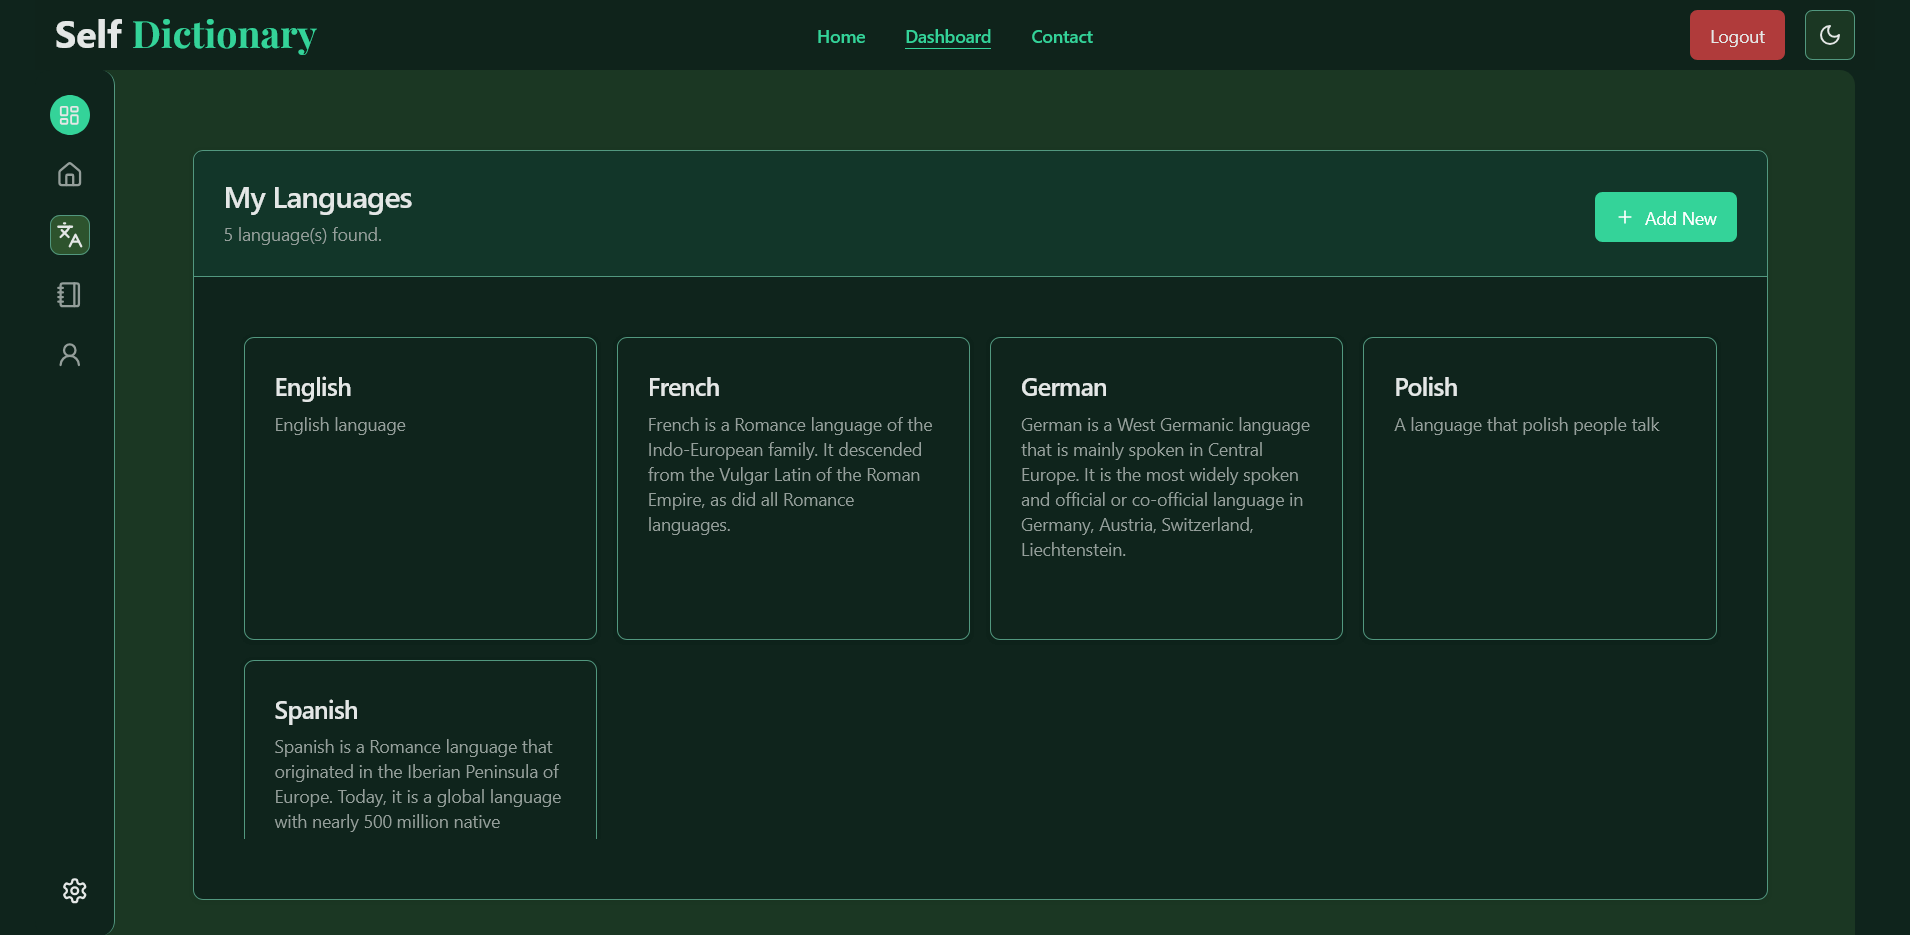 Self Dictionary
Home
Dashboard
Contact
Logout
My Languages
5 language(s) found.
Add New
English
English language
French
French is a Romance language of the
Indo-European family. It descended
from the Vulgar Latin of the Roman
Empire, as did all Romance
languages.
German
German is a West Germanic language
that is mainly spoken in Central
Europe. It is the most widely spoken
and official or co-official language in
Germany, Austria, Switzerland,
Liechtenstein.
Polish
A language that polish people talk
Spanish
Spanish is a Romance language that
originated in the Iberian Peninsula of
Europe. Today, it is a global language
with nearly 500 million native